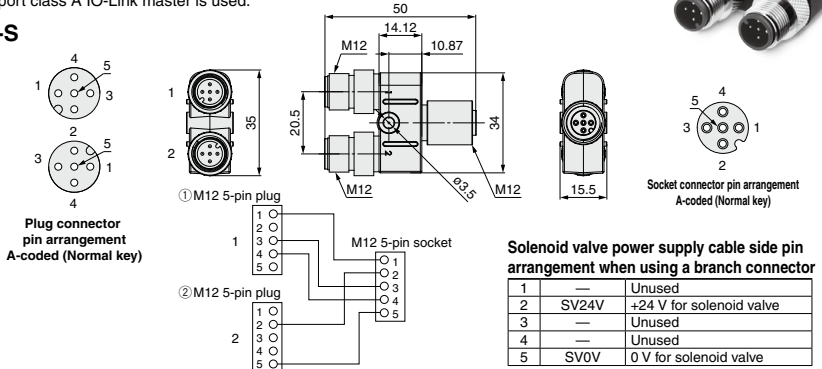 port class A IO-Link master is used.
-S
4
5
1
3
2
5
3
1
4
Plug connector
pin arrangement
A-coded (Normal key)
1
2
35
50
14.12
M12
10.87
20.5
1
2
34
ø3.5
M12
M12
15.5
4
5
3
1
2
Socket connector pin arrangement
A-coded (Normal key)
①M12 5-pin plug
1
1
2
3
4
5
M12 5-pin socket
1
2
3
4
5
②M12 5-pin plug
2
1
2
3
4
5
Solenoid valve power supply cable side pin
arrangement when using a branch connector
1 — Unused
2 SV24V +24 V for solenoid valve
3 — Unused
4 — Unused
5 SV0V 0 V for solenoid valve